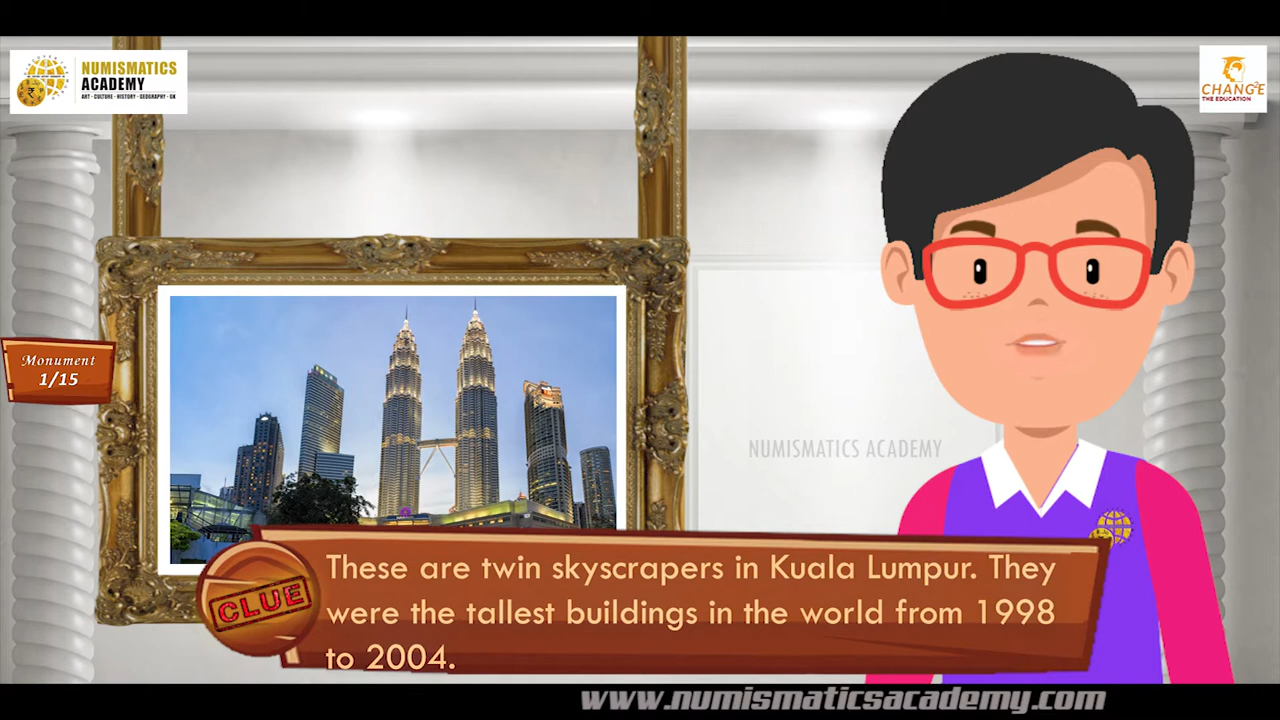 NUMISMATICS
ACADEMY
ART - CULTURE - HISTORY - GEOGRAPHY - GK
CHANGE
THE EDUCATION
Monument
1/15
NUMISMATICS ACADEMY
CLUE
These are twin skyscrapers in Kuala Lumpur. They
were the tallest buildings in the world from 1998
to 2004.
www.numismaticsacademy.com